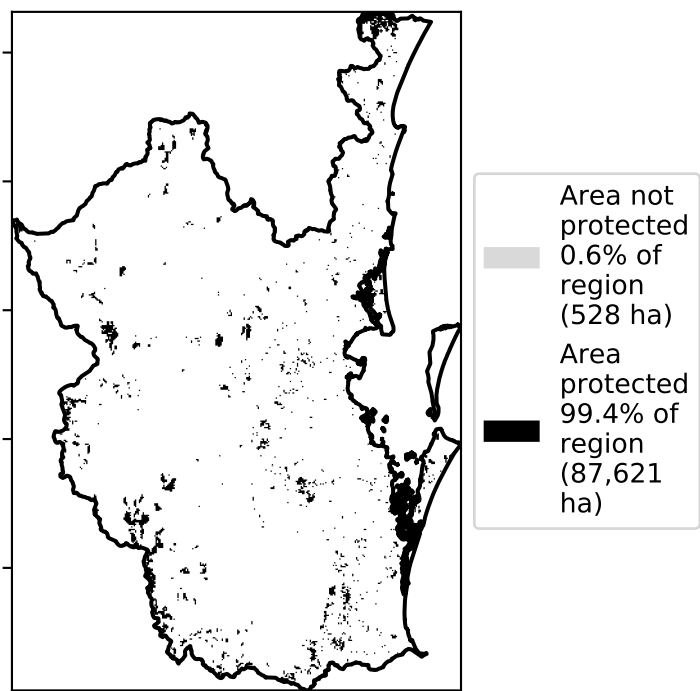 Area not
protected
0.6% of
region
(528 ha)
Area
protected
99.4% of
region
(87,621
ha)